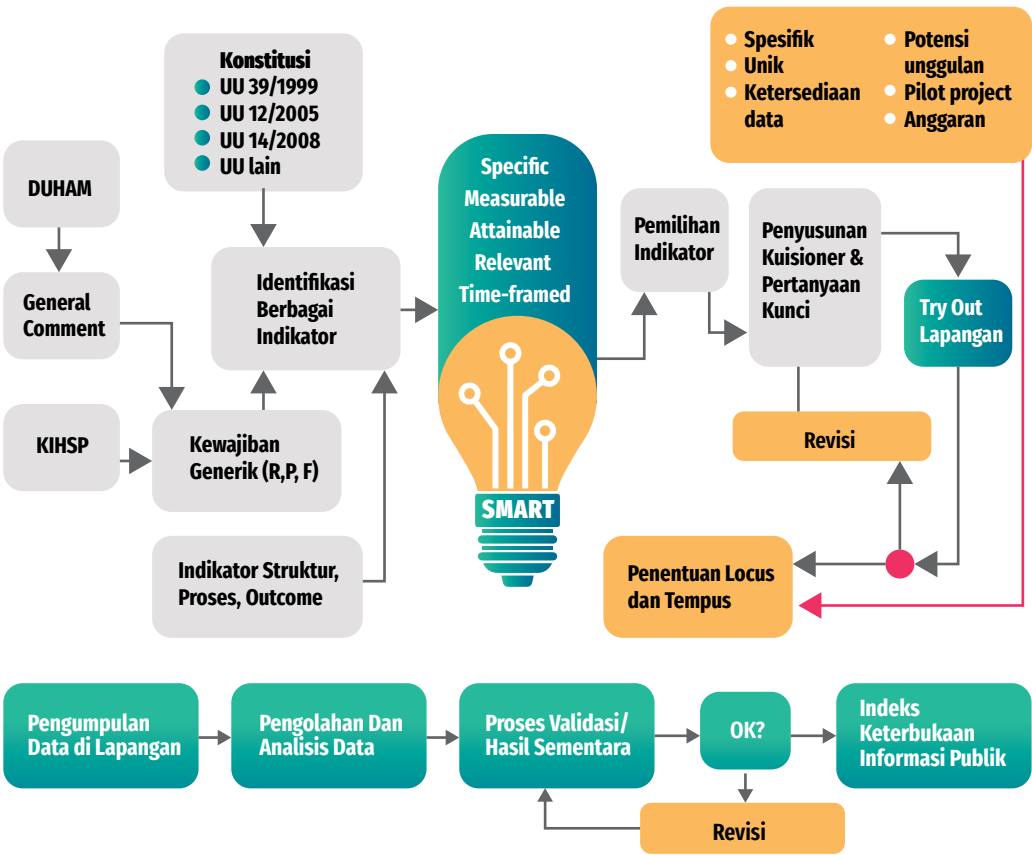 Konstitusi
UU 39/1999
UU 12/2005
UU 14/2008
UU lain
DUHAM
General
Comment
KIHSP
Identifikasi
Berbagai
Indikator
Kewajiban
Generik (R,P, F)
Indikator Struktur,
Proses, Outcome
Specific
Measurable
Attainable
Relevant
Time-framed
SMART
Pemilihan
Indikator
Penyusunan
Kuisioner &
Pertanyaan
Kunci
Try Out
Lapangan
Revisi
Spesifik
Unik
Ketersediaan
data
Potensi
unggulan
Pilot project
Anggaran
Penentuan Locus
dan Tempus
Pengumpulan
Data di Lapangan
Pengolahan Dan
Analisis Data
Proses Validasi/
Hasil Sementara
OK?
Indeks
Keterbukaan
Informasi Publik
Revisi